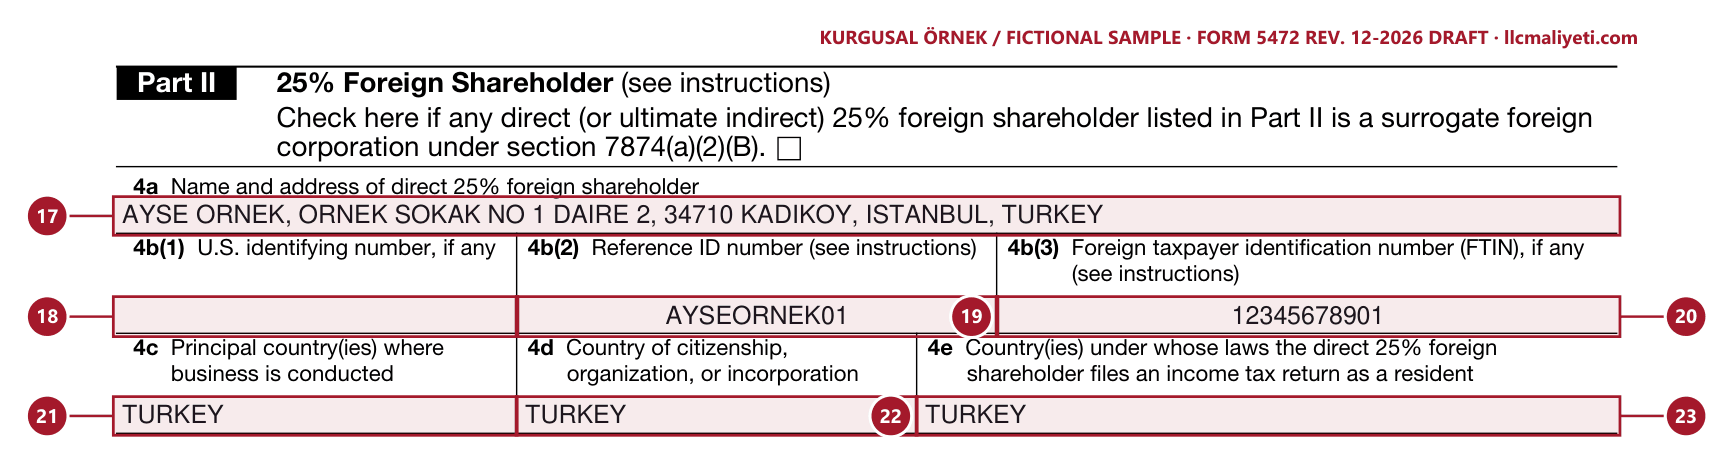 KURGUSAL ÖRNEK / FICTIONAL SAMPLE · FORM 5472 REV. 12-2026 DRAFT · llcmaliyeti.com
Part II 25% Foreign Shareholder (see instructions)
Check here if any direct (or ultimate indirect) 25% foreign shareholder listed in Part II is a surrogate foreign
corporation under section 7874(a)(2)(B).
4a Name and address of direct 25% foreign shareholder
17 AYSE ORNEK, ORNEK SOKAK NO 1 DAIRE 2, 34710 KADIKOY, ISTANBUL, TURKEY
4b(1) U.S. identifying number, if any
4b(2) Reference ID number (see instructions)
4b(3) Foreign taxpayer identification number (FTIN), if any
(see instructions)
18 AYSEORNEK01 19 12345678901 20
4c Principal country(ies) where
business is conducted
4d Country of citizenship,
organization, or incorporation
4e Country(ies) under whose laws the direct 25% foreign
shareholder files an income tax return as a resident
21 TURKEY TURKEY 22 TURKEY 23